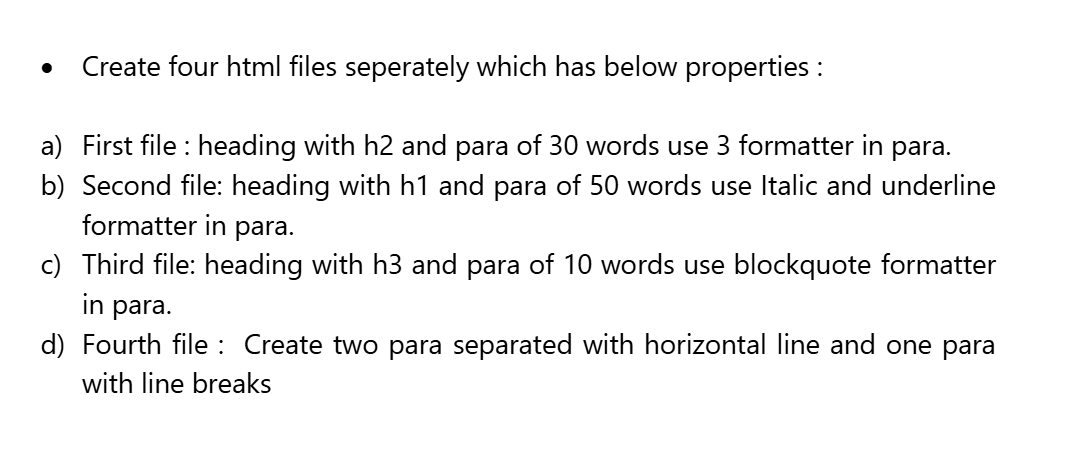 • Create four html files seperately which has below properties :
a) First file : heading with h2 and para of 30 words use 3 formatter in para.
b) Second file: heading with h1 and para of 50 words use Italic and underline
formatter in para.
c) Third file: heading with h3 and para of 10 words use blockquote formatter
in para.
d) Fourth file : Create two para separated with horizontal line and one para
with line breaks